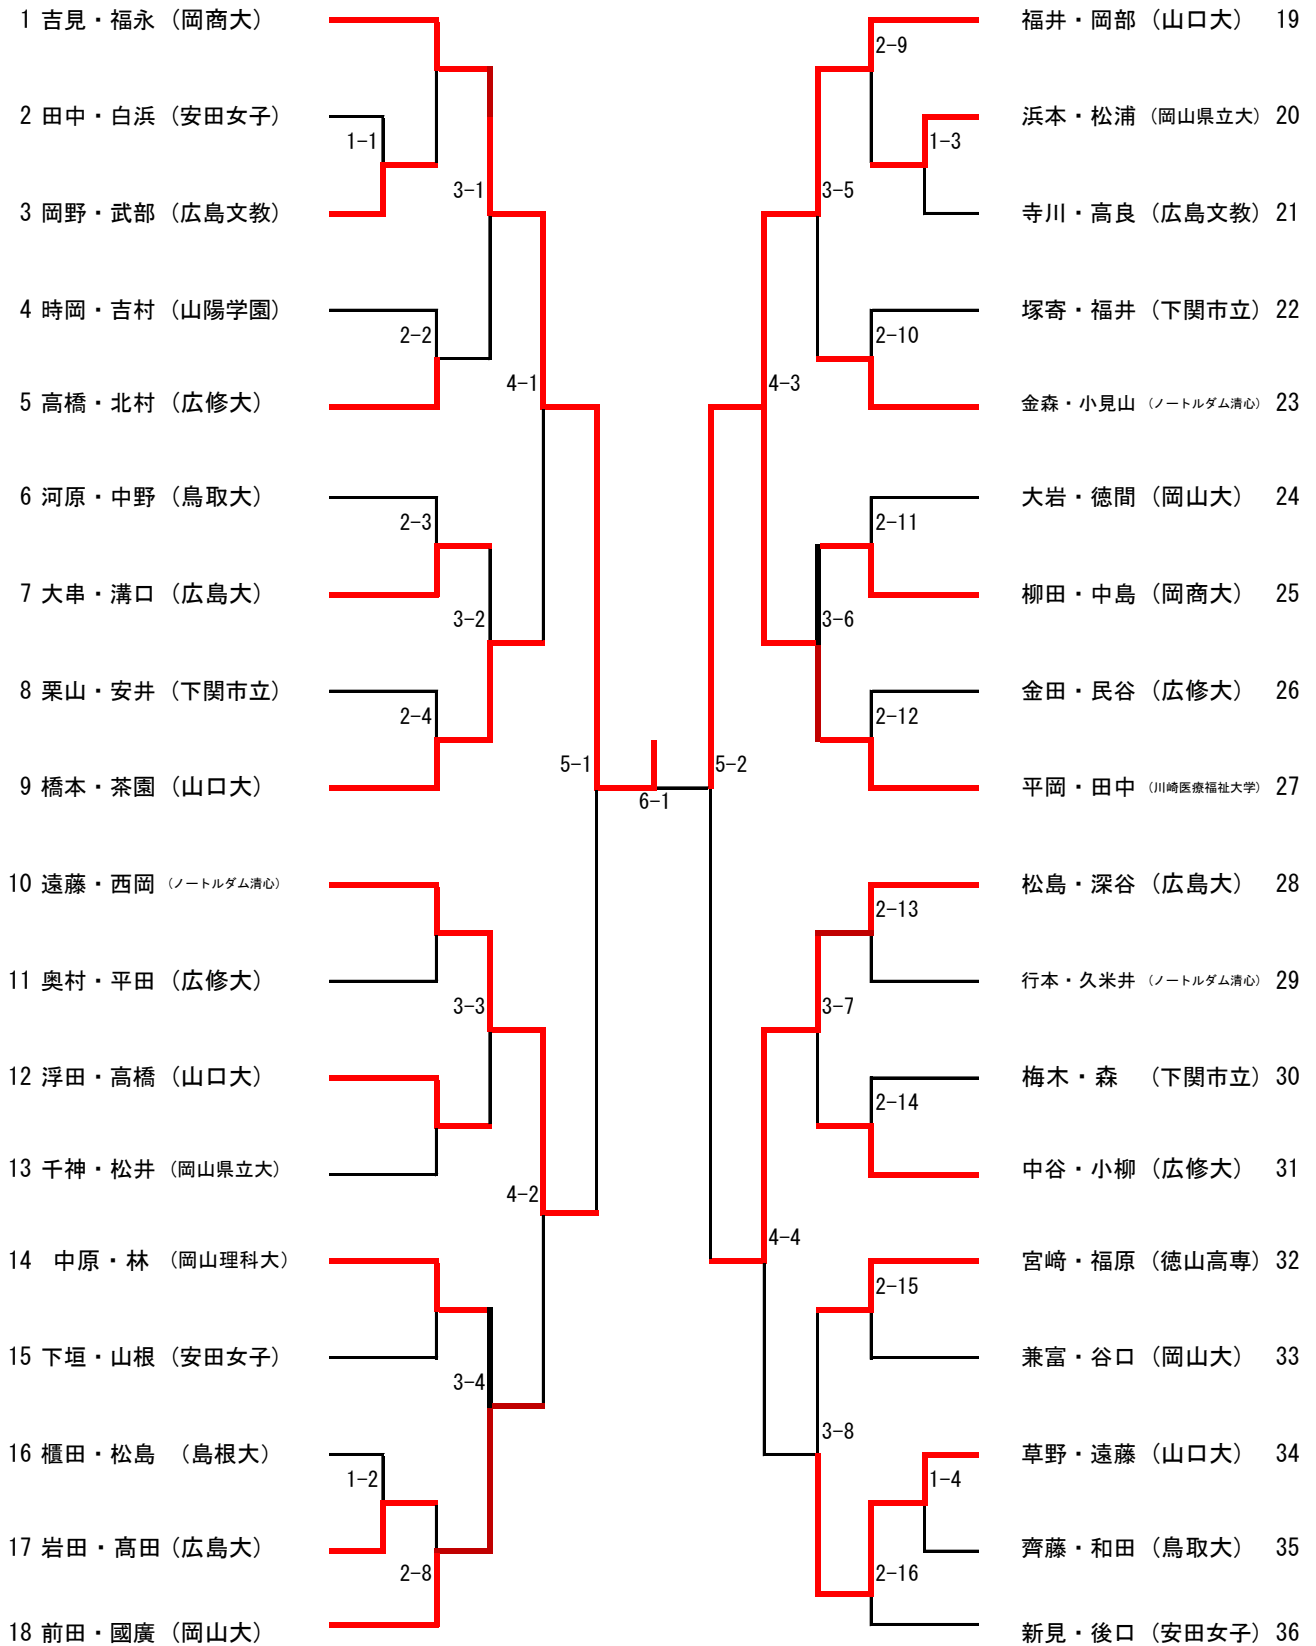 1 吉見・福永（岡商大）
2 田中・白浜（安田女子）
3 岡野・武部（広島文教）
4 時岡・吉村（山陽学園）
5 高橋・北村（広修大）
6 河原・中野（鳥取大）
7 大串・溝口（広島大）
8 栗山・安井（下関市立）
9 橋本・茶園（山口大）
10 遠藤・西岡（ノートルダム清心）
11 奥村・平田（広修大）
12 浮田・高橋（山口大）
13 千神・松井（岡山県立大）
14 中原・林（岡山理科大）
15 下垣・山根（安田女子）
16 櫃田・松島（島根大）
17 岩田・髙田（広島大）
18 前田・國廣（岡山大）
1-1
3-1
2-2
4-1
2-3
3-2
2-4
5-1
6-1
3-3
4-2
3-4
1-2
2-8
2-9
1-3
3-5
2-10
4-3
2-11
3-6
2-12
5-2
2-13
3-7
2-14
4-4
2-15
3-8
1-4
2-16
福井・岡部（山口大） 19
浜本・松浦（岡山県立大） 20
寺川・高良（広島文教） 21
塚寄・福井（下関市立） 22
金森・小見山（ノートルダム清心） 23
大岩・徳間（岡山大） 24
柳田・中島（岡商大） 25
金田・民谷（広修大） 26
平岡・田中（川崎医療福祉大学） 27
松島・深谷（広島大） 28
行本・久米井（ノートルダム清心） 29
梅木・森　（下関市立） 30
中谷・小柳（広修大） 31
宮﨑・福原（徳山高専） 32
兼富・谷口（岡山大） 33
草野・遠藤（山口大） 34
齊藤・和田（鳥取大） 35
新見・後口（安田女子） 36